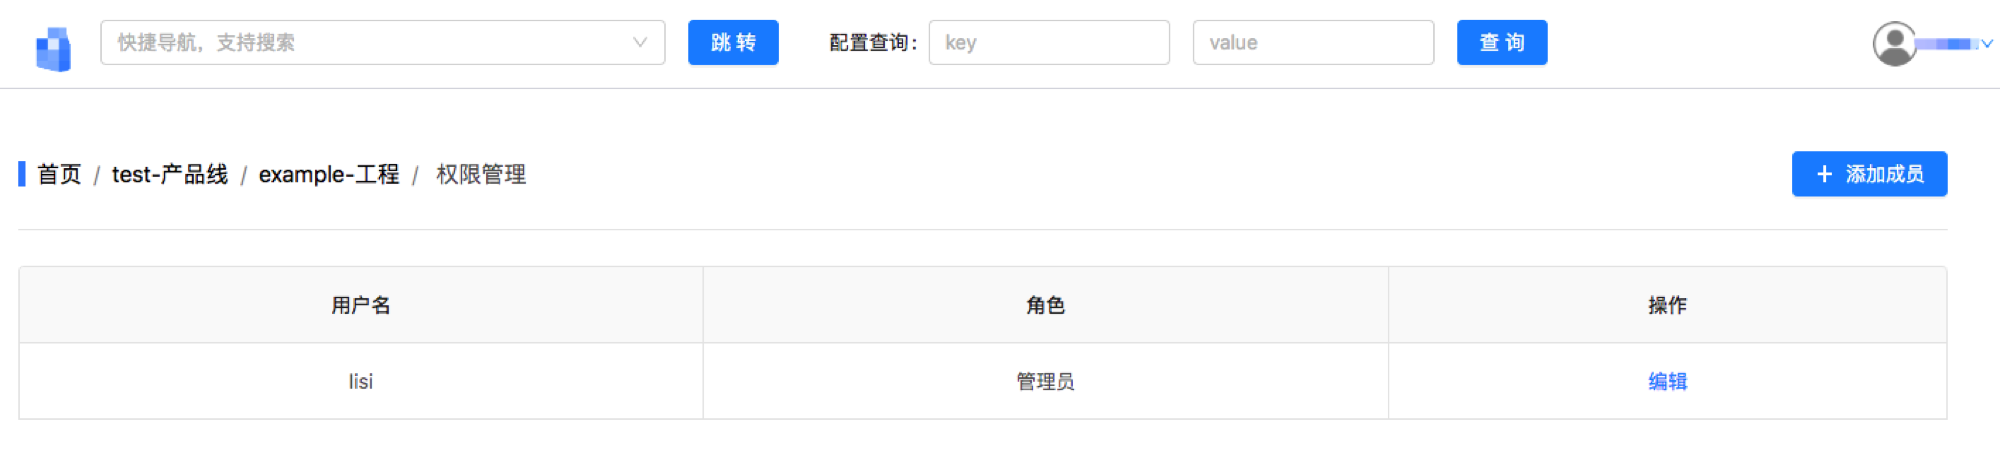 快捷导航，支持搜索 跳 转 配置查询： key value 查 询
首页 / test-产品线 / example-工程 / 权限管理 + 添加成员
用户名 角色 操作
lisi 管理员 编辑